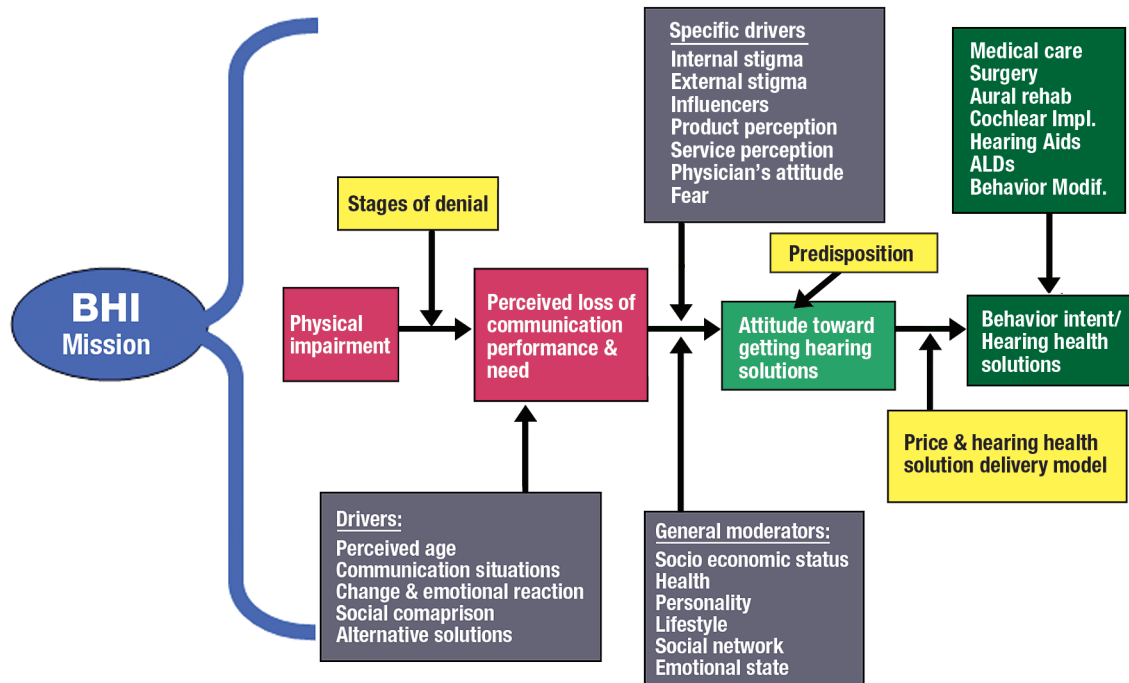 BHI
Mission
Stages of denial
Physical
impairment
Perceived loss of
communication
performance &
need
Drivers:
Perceived age
Communication situations
Change & emotional reaction
Social comaprison
Alternative solutions
Specific drivers
Internal stigma
External stigma
Influencers
Product perception
Service perception
Physician’s attitude
Fear
General moderators:
Socio economic status
Health
Personality
Lifestyle
Social network
Emotional state
Predisposition
Attitude toward
getting hearing
solutions
Medical care
Surgery
Aural rehab
Cochlear Impl.
Hearing Aids
ALDs
Behavior Modif.
Behavior intent/
Hearing health
solutions
Price & hearing health
solution delivery model